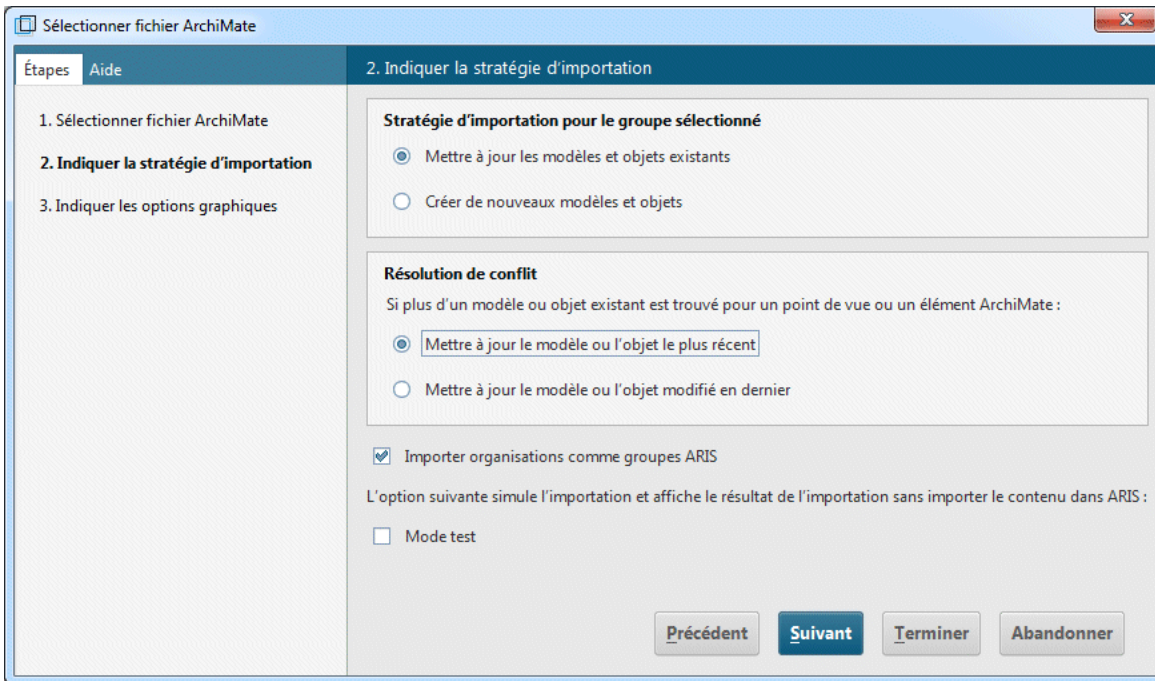 Sélectionner fichier ArchiMate
Étapes Aide
1. Sélectionner fichier ArchiMate
2. Indiquer la stratégie d'importation
3. Indiquer les options graphiques
2. Indiquer la stratégie d'importation
Stratégie d'importation pour le groupe sélectionné
Mettre à jour les modèles et objets existants
Créer de nouveaux modèles et objets
Résolution de conflit
Si plus d'un modèle ou objet existant est trouvé pour un point de vue ou un élément ArchiMate :
Mettre à jour le modèle ou l'objet le plus récent
Mettre à jour le modèle ou l'objet modifié en dernier
Importer organisations comme groupes ARIS
L'option suivante simule l'importation et affiche le résultat de l'importation sans importer le contenu dans ARIS :
Mode test
Précédent Suivant Terminer Abandonner